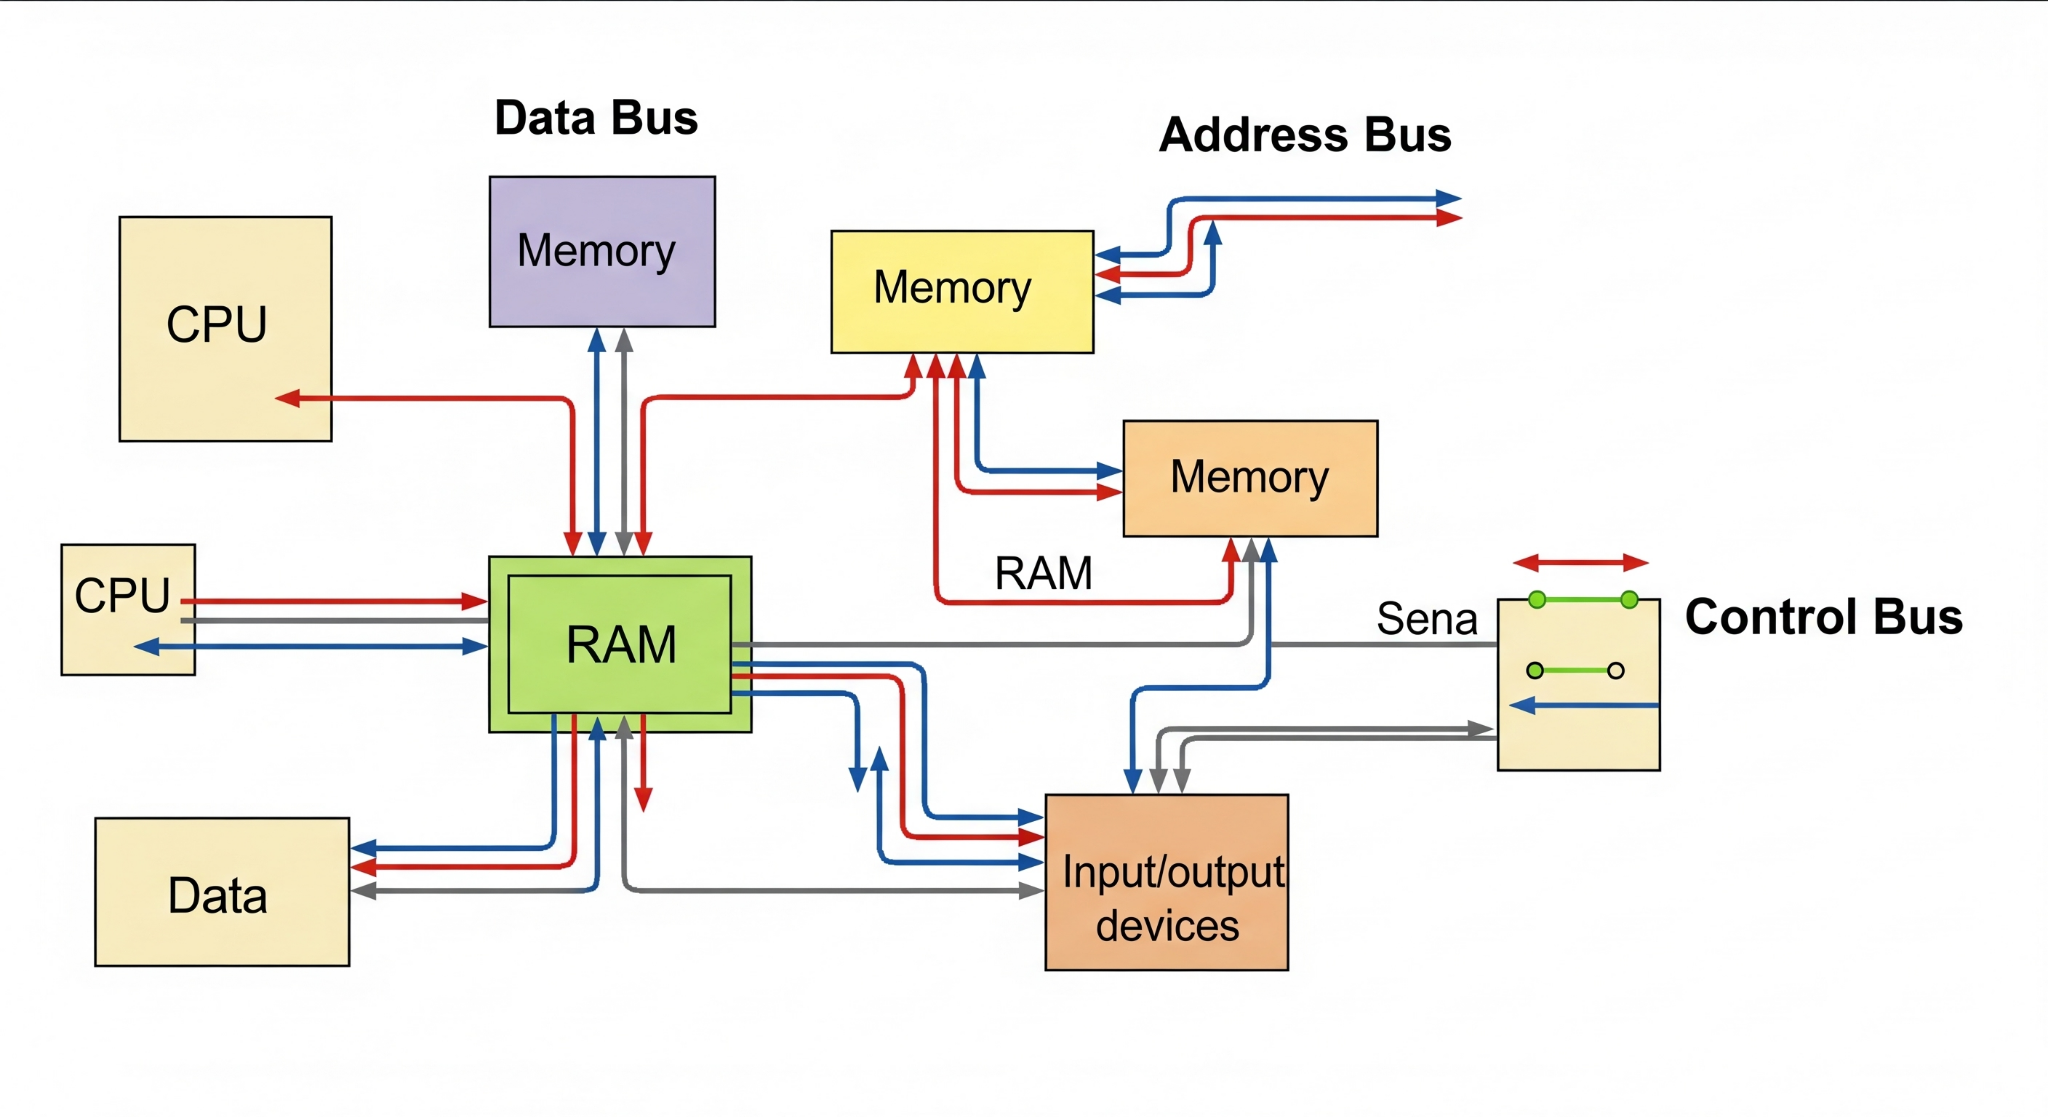 Data Bus
Address Bus
Memory
CPU
Memory
Memory
RAM
CPU
Sena
Control Bus
RAM
Data
Input/output
devices